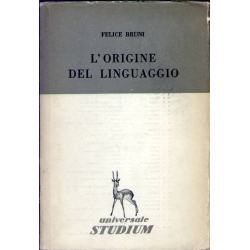 FELICE BRUNI
L'ORIGINE
DEL LINGUAGGIO
universale
STUDIUM